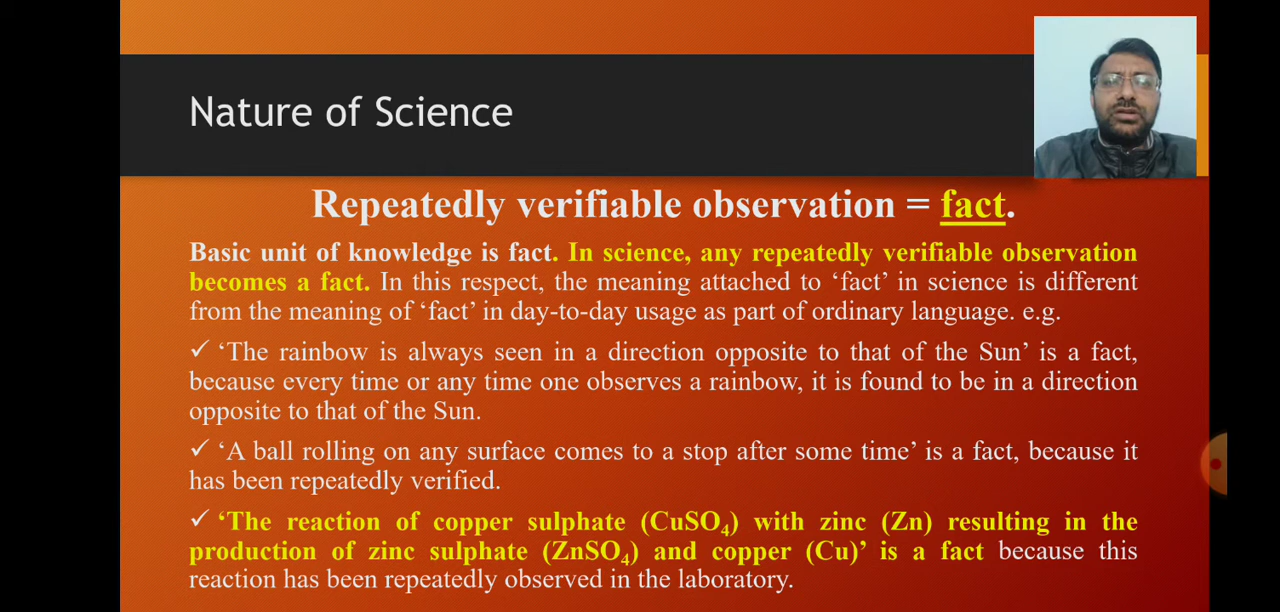 Nature of Science
Repeatedly verifiable observation = fact.
Basic unit of knowledge is fact. In science, any repeatedly verifiable observation
becomes a fact. In this respect, the meaning attached to ‘fact’ in science is different
from the meaning of ‘fact’ in day-to-day usage as part of ordinary language. e.g.
✓ ‘The rainbow is always seen in a direction opposite to that of the Sun’ is a fact,
because every time or any time one observes a rainbow, it is found to be in a direction
opposite to that of the Sun.
✓ ‘A ball rolling on any surface comes to a stop after some time’ is a fact, because it
has been repeatedly verified.
✓ ‘The reaction of copper sulphate (CuSO₄) with zinc (Zn) resulting in the
production of zinc sulphate (ZnSO₄) and copper (Cu)’ is a fact because this
reaction has been repeatedly observed in the laboratory.